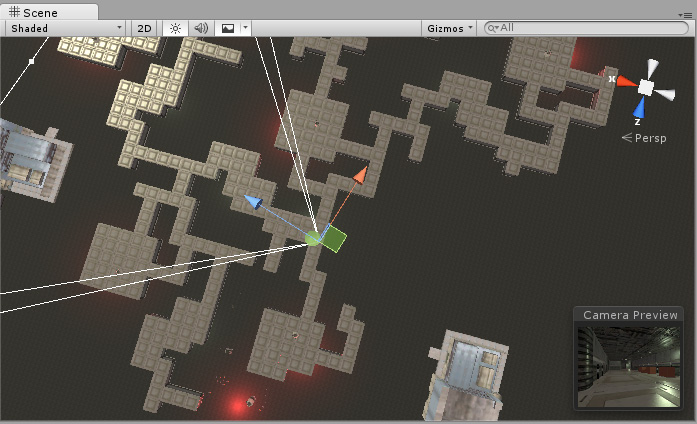 Scene
Shaded 2D Gizmos All
x
z
Persp
Camera Preview